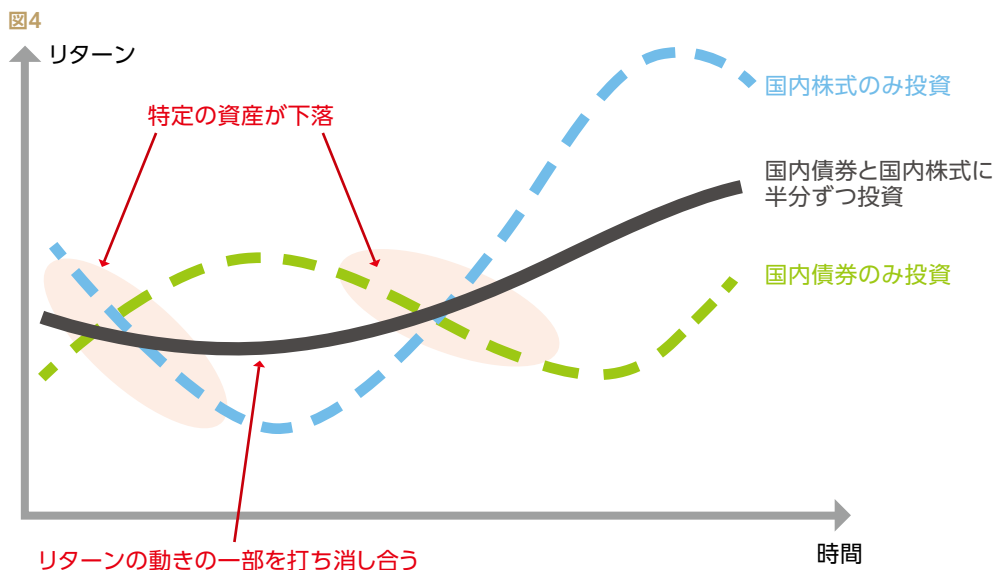 図4
リターン
特定の資産が下落
国内株式のみ投資
国内債券と国内株式に
半分ずつ投資
国内債券のみ投資
リターンの動きの一部を打ち消し合う
時間